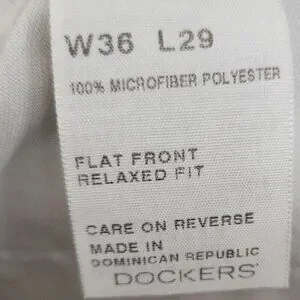 W36 L29
100% MICROFIBER POLYESTER
FLAT FRONT
RELAXED FIT
CARE ON REVERSE
MADE IN
DOMINICAN REPUBLIC
DOCKERS®